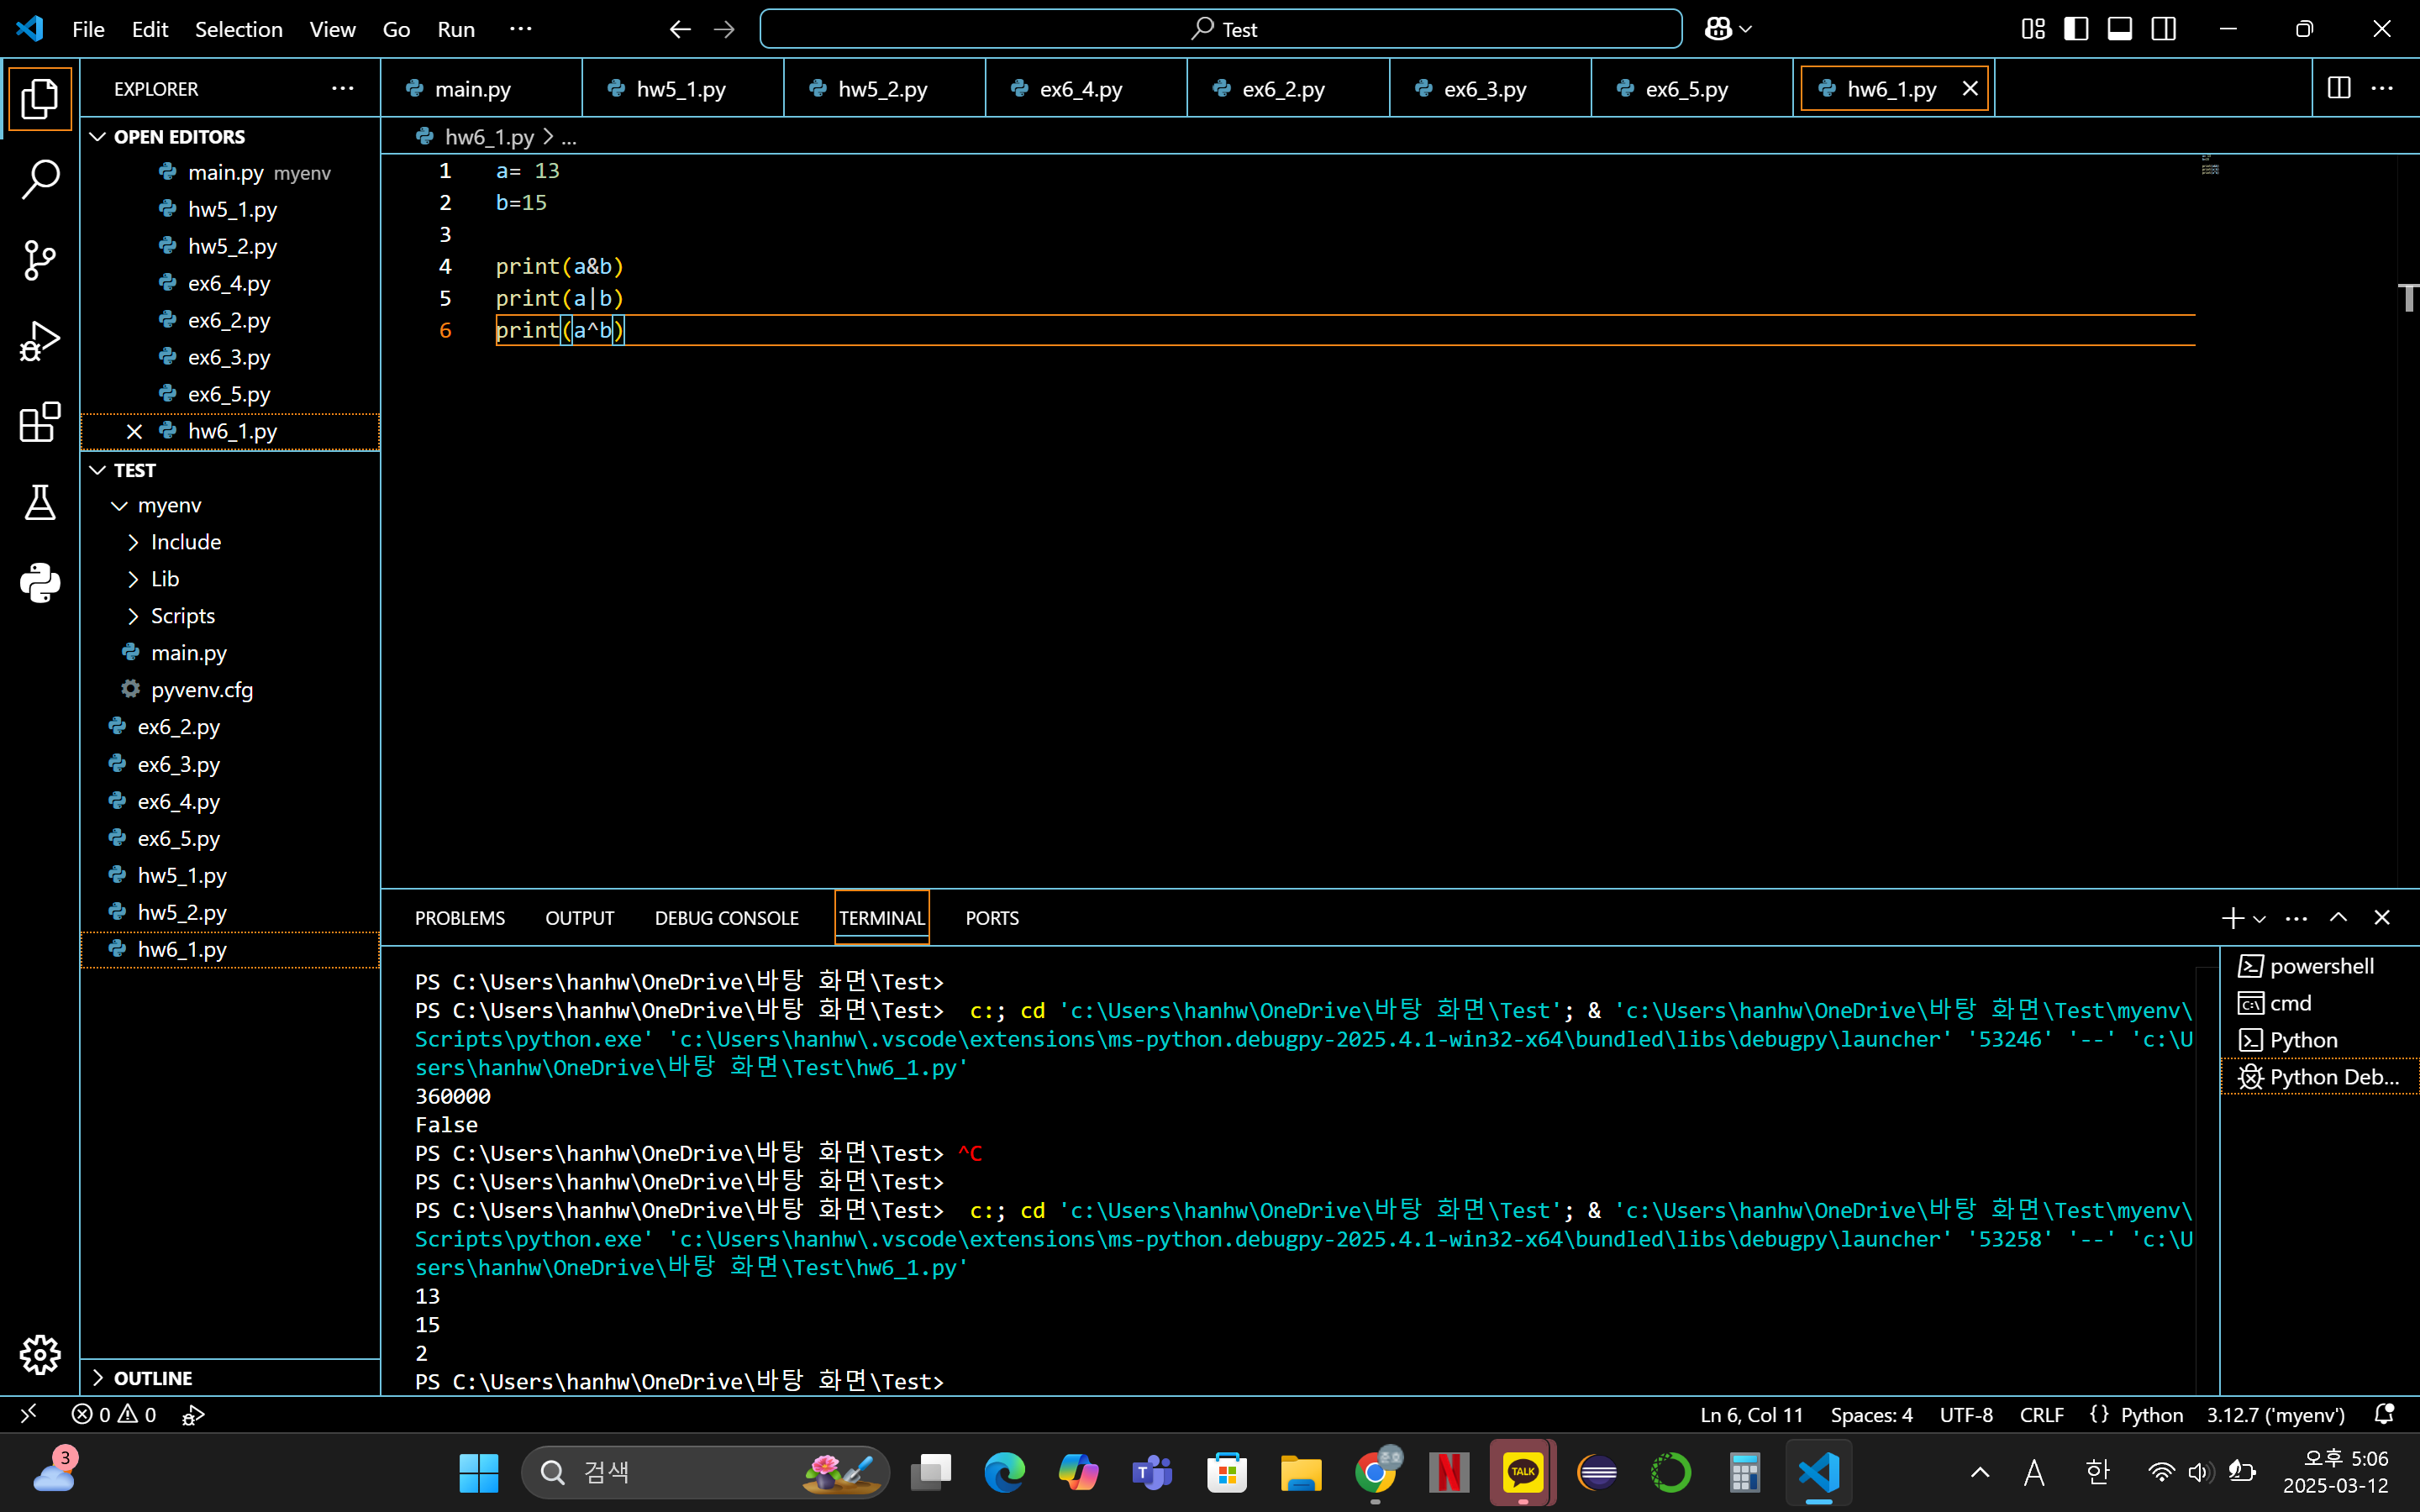 File Edit Selection View Go Run ···
Test
EXPLORER ···
main.py hw5_1.py hw5_2.py ex6_4.py ex6_2.py ex6_3.py ex6_5.py hw6_1.py
OPEN EDITORS
main.py myenv
hw5_1.py
hw5_2.py
ex6_4.py
ex6_2.py
ex6_3.py
ex6_5.py
hw6_1.py
TEST
myenv
Include
Lib
Scripts
main.py
pyvenv.cfg
ex6_2.py
ex6_3.py
ex6_4.py
ex6_5.py
hw5_1.py
hw5_2.py
hw6_1.py
OUTLINE
hw6_1.py > ...
1 a= 13
2 b=15
3
4 print(a&b)
5 print(a|b)
6 print(a^b)
PROBLEMS OUTPUT DEBUG CONSOLE TERMINAL PORTS
PS C:\Users\hanhw\OneDrive\바탕 화면\Test>
PS C:\Users\hanhw\OneDrive\바탕 화면\Test>  c:; cd 'c:\Users\hanhw\OneDrive\바탕 화면\Test'; & 'c:\Users\hanhw\OneDrive\바탕 화면\Test\myenv\
Scripts\python.exe' 'c:\Users\hanhw\.vscode\extensions\ms-python.debugpy-2025.4.1-win32-x64\bundled\libs\debugpy\launcher' '53246' '--' 'c:\U
sers\hanhw\OneDrive\바탕 화면\Test\hw6_1.py'
360000
False
PS C:\Users\hanhw\OneDrive\바탕 화면\Test> ^C
PS C:\Users\hanhw\OneDrive\바탕 화면\Test>
PS C:\Users\hanhw\OneDrive\바탕 화면\Test>  c:; cd 'c:\Users\hanhw\OneDrive\바탕 화면\Test'; & 'c:\Users\hanhw\OneDrive\바탕 화면\Test\myenv\
Scripts\python.exe' 'c:\Users\hanhw\.vscode\extensions\ms-python.debugpy-2025.4.1-win32-x64\bundled\libs\debugpy\launcher' '53258' '--' 'c:\U
sers\hanhw\OneDrive\바탕 화면\Test\hw6_1.py'
13
15
2
PS C:\Users\hanhw\OneDrive\바탕 화면\Test>
powershell
cmd
Python
Python Deb...
0 0
Ln 6, Col 11 Spaces: 4 UTF-8 CRLF {} Python 3.12.7 ('myenv')
3
검색
TALK
A 한
오후 5:06
2025-03-12